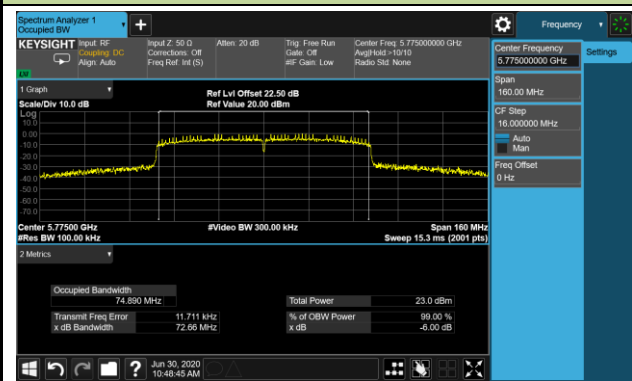 Spectrum Analyzer 1
Occupied BW
Frequency
KEYSIGHT Input: RF
Coupling: DC
Align: Auto
Input Z: 50 Ω
Corrections: Off
Freq Ref: Int (S)
Atten: 20 dB
Trig: Free Run
Gate: Off
#IF Gain: Low
Center Freq: 5.775000000 GHz
Avg|Hold:>10/10
Radio Std: None
Center Frequency
5.775000000 GHz
Settings
Span
160.00 MHz
CF Step
16.000000 MHz
Auto
Man
Freq Offset
0 Hz
1 Graph
Scale/Div 10.0 dB
Ref Lvl Offset 22.50 dB
Ref Value 20.00 dBm
Log
10.0
0.00
-10.0
-20.0
-30.0
-40.0
-50.0
-60.0
-70.0
Center 5.77500 GHz
#Res BW 100.00 kHz
#Video BW 300.00 kHz
Span 160 MHz
Sweep 15.3 ms (2001 pts)
2 Metrics
Occupied Bandwidth
74.890 MHz
Total Power 23.0 dBm
Transmit Freq Error 11.711 kHz
% of OBW Power 99.00 %
x dB Bandwidth 72.66 MHz
x dB -6.00 dB
?
Jun 30, 2020
10:48:45 AM